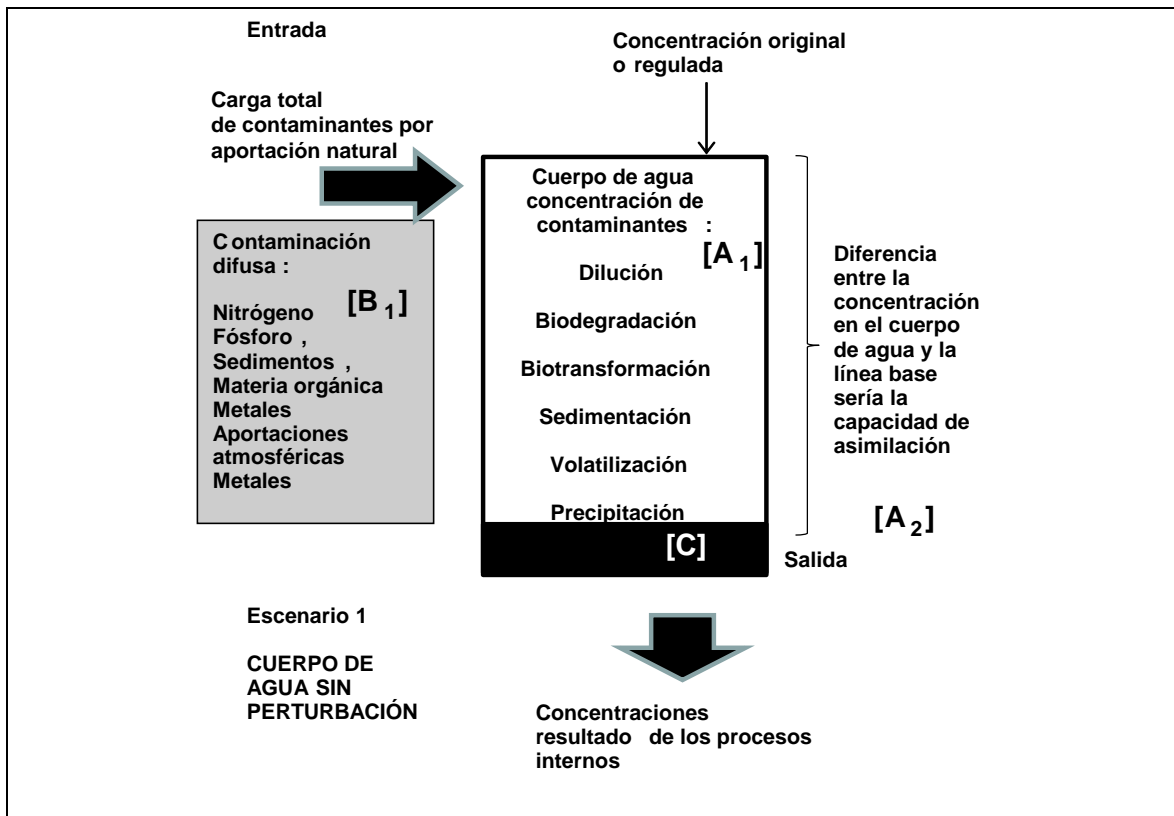 Entrada
Concentración original
o regulada
Carga total
de contaminantes por
aportación natural
Cuerpo de agua
concentración de
contaminantes :
[A 1]
Dilución
Biodegradación
Biotransformación
Sedimentación
Volatilización
Precipitación
[C]
C ontaminación
difusa :
[B 1]
Nitrógeno
Fósforo ,
Sedimentos ,
Materia orgánica
Metales
Aportaciones
atmosféricas
Metales
Diferencia
entre la
concentración
en el cuerpo
de agua y la
línea base
sería la
capacidad de
asimilación
[A 2]
Salida
Escenario 1
CUERPO DE
AGUA SIN
PERTURBACIÓN
Concentraciones
resultado de los procesos
internos